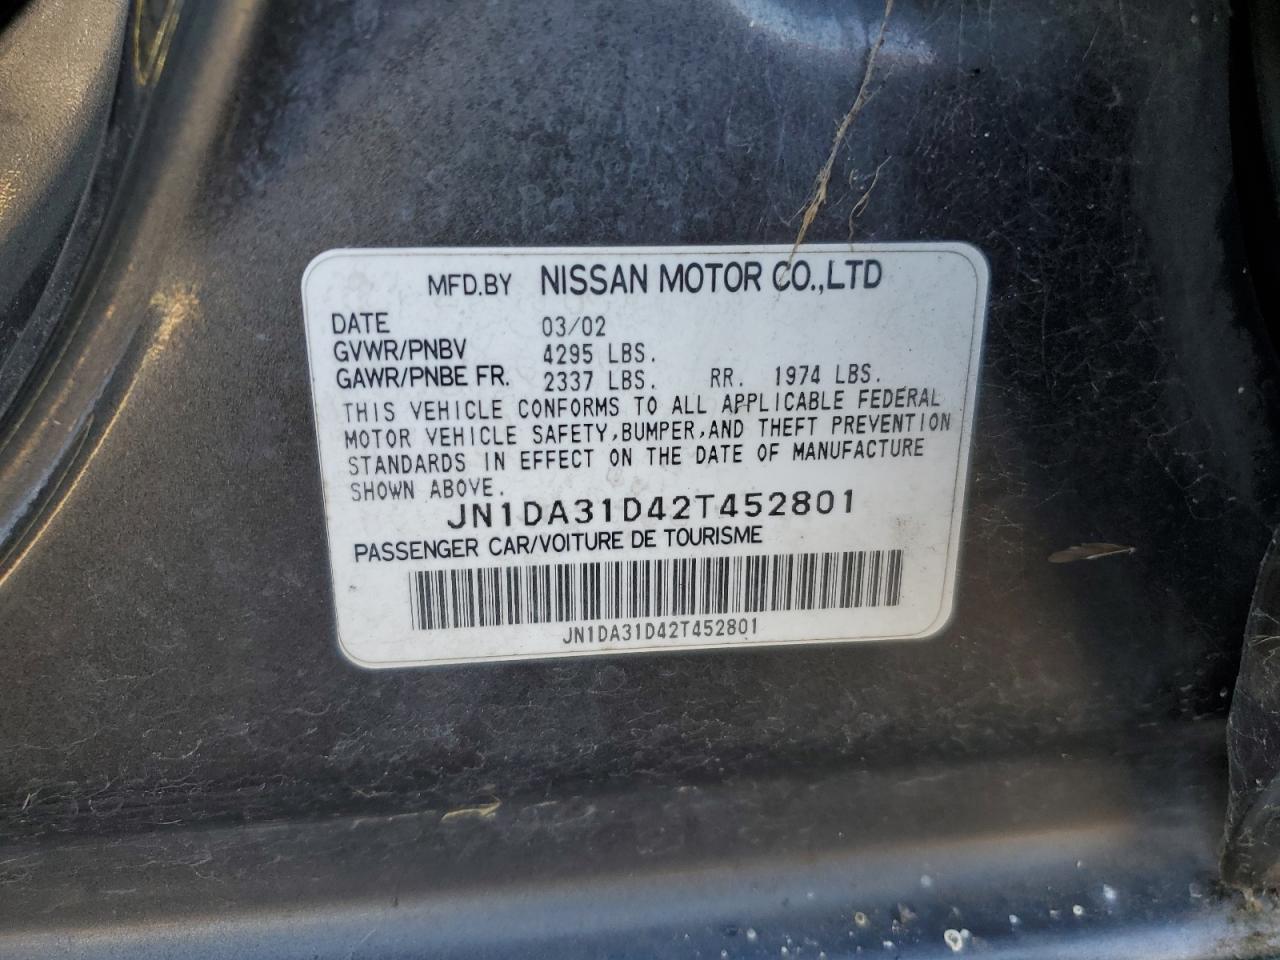 MFD.BY NISSAN MOTOR CO.,LTD
DATE 03/02
GVWR/PNBV 4295 LBS.
GAWR/PNBE FR. 2337 LBS. RR. 1974 LBS.
THIS VEHICLE CONFORMS TO ALL APPLICABLE FEDERAL
MOTOR VEHICLE SAFETY,BUMPER,AND THEFT PREVENTION
STANDARDS IN EFFECT ON THE DATE OF MANUFACTURE
SHOWN ABOVE.
JN1DA31D42T452801
PASSENGER CAR/VOITURE DE TOURISME
JN1DA31D42T452801